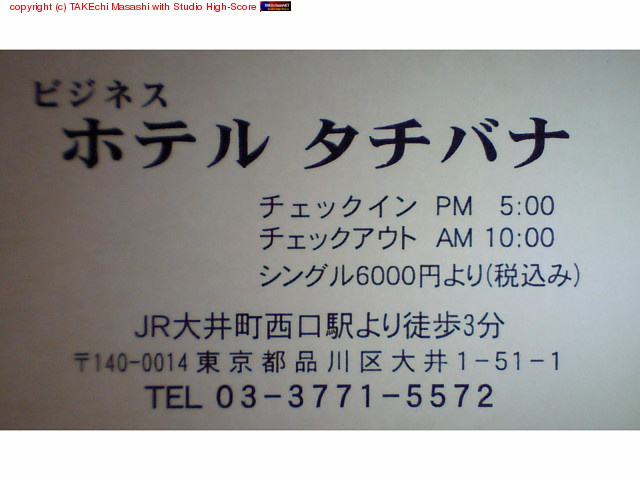 copyright (c) TAKEchi Masashi with Studio High-Score
ビジネス
ホテル タチバナ
チェックイン PM 5:00
チェックアウト AM 10:00
シングル6000円より(税込み)
JR大井町西口駅より徒歩3分
〒140-0014 東京都品川区大井1-51-1
TEL 03-3771-5572